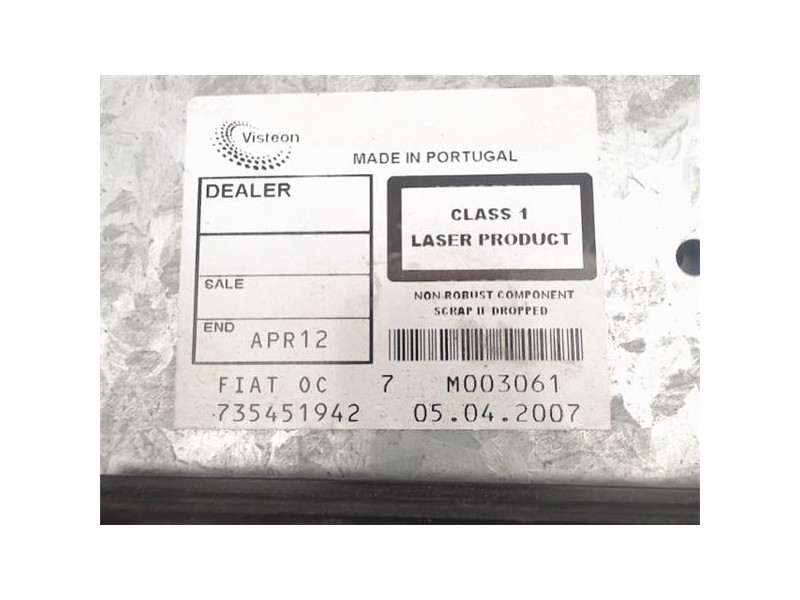 Visteon
MADE IN PORTUGAL
DEALER
CLASS 1
LASER PRODUCT
SALE
NON ROBUST COMPONENT
SCRAP IF DROPPED
END APR12
FIAT OC 7 M003061
735451942 05.04.2007